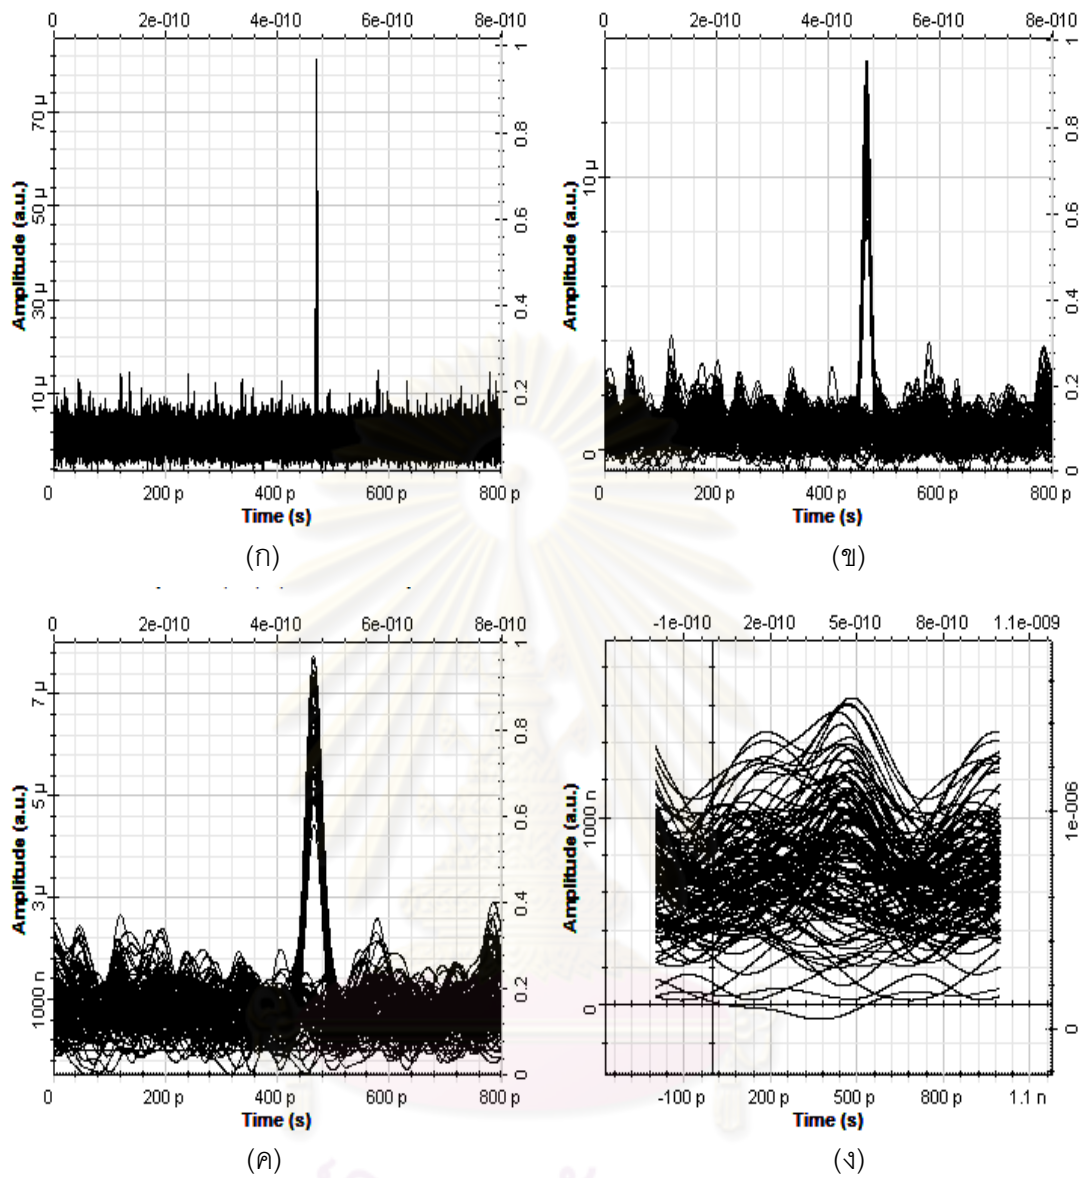 0 2e-010 4e-010 6e-010 8e-010
Amplitude (a.u.)
10 µ 30 µ 50 µ 70 µ
0.2 0.4 0.6 0.8 1
0 200 p 400 p 600 p 800 p
Time (s)
(ก)
0 4e-010 6e-010 8e-010
Amplitude (a.u.)
0 10 µ
0 0.2 0.4 0.6 0.8 1
0 200 p 400 p 600 p 800 p
Time (s)
(ข)
0 2e-010 4e-010 6e-010 8e-010
Amplitude (a.u.)
1000 n 3 µ 5 µ 7 µ
0 0.2 0.4 0.6 0.8 1
0 200 p 400 p 600 p 800 p
Time (s)
(ค)
-1e-010 2e-010 5e-010 8e-010 1.1e-009
Amplitude (a.u.)
0 1000 n
0 1e-006
-100 p 200 p 500 p 800 p 1.1 n
Time (s)
(ง)